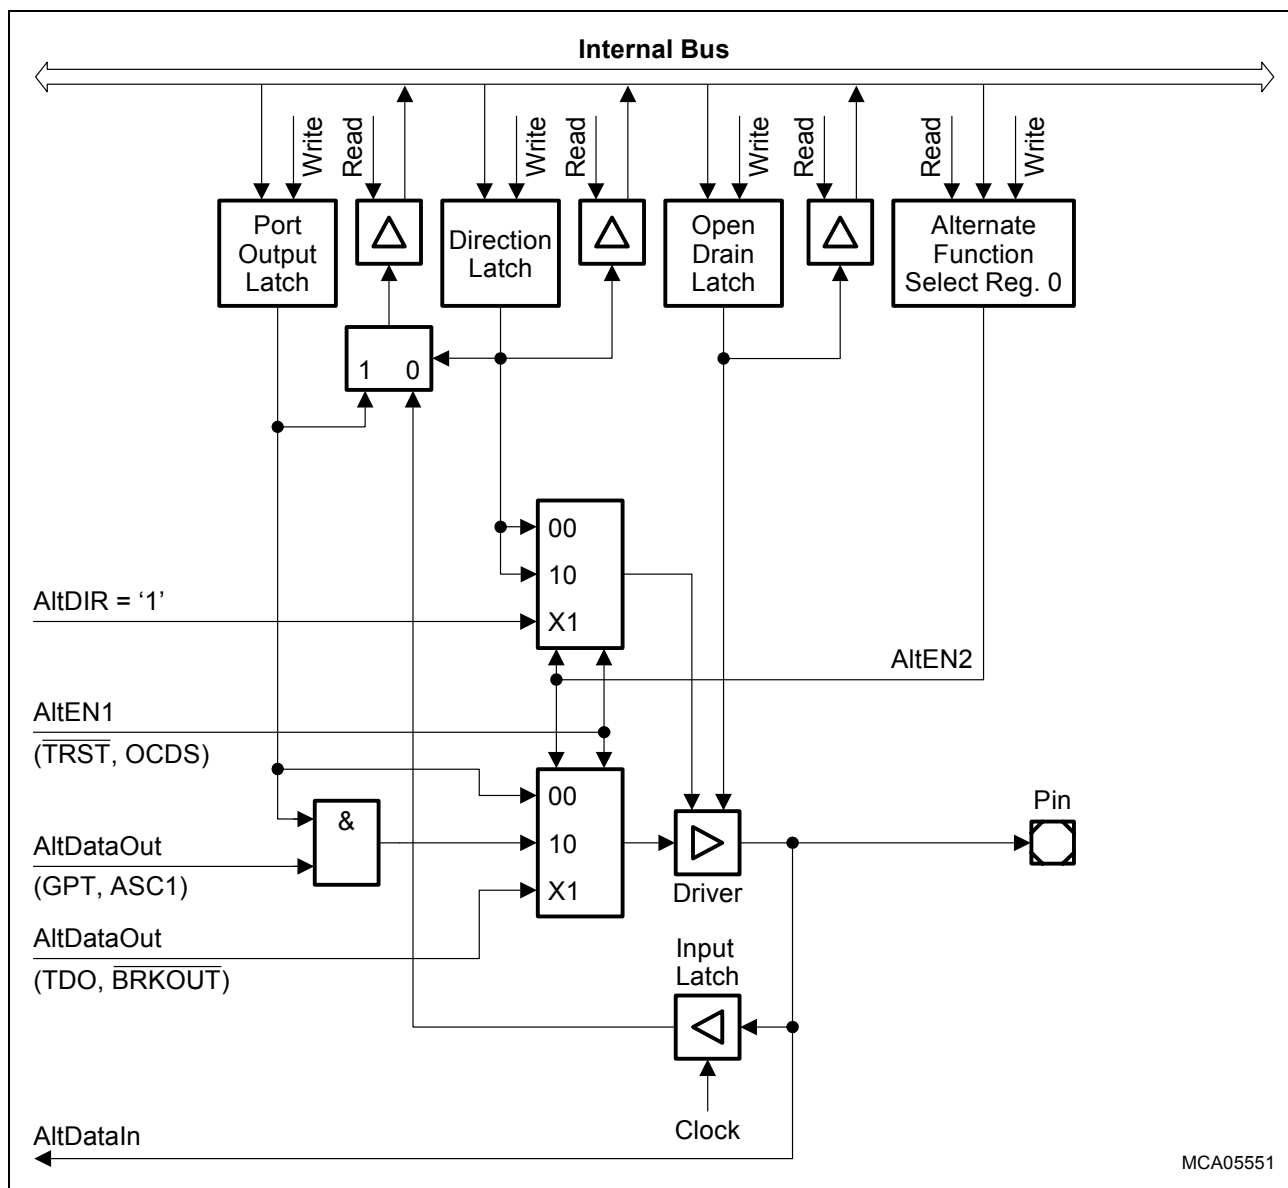 Internal Bus
Write
Read
Write
Read
Write
Read
Read
Write
Port
Output
Latch
Direction
Latch
Open
Drain
Latch
Alternate
Function
Select Reg. 0
1 0
00
10
X1
AltDIR = ‘1’
AltEN2
AltEN1
(TRST, OCDS)
00
10
X1
&
AltDataOut
(GPT, ASC1)
Driver
Pin
AltDataOut
(TDO, BRKOUT)
Input
Latch
Clock
AltDataIn
MCA05551